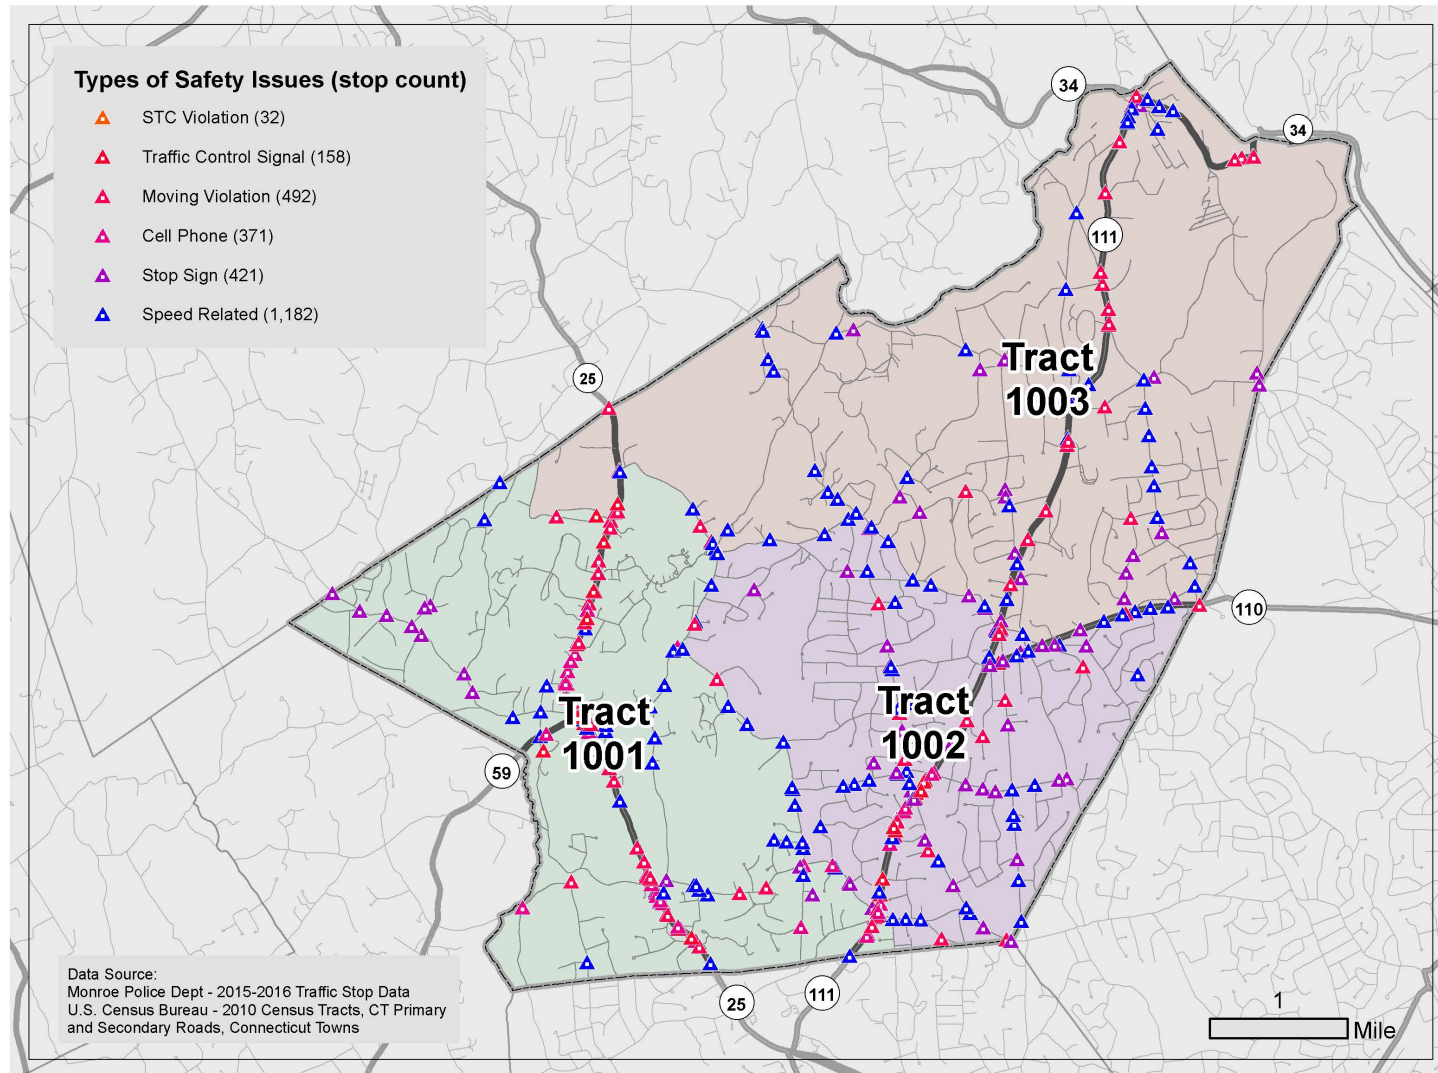 Types of Safety Issues (stop count)
STC Violation (32)
Traffic Control Signal (158)
Moving Violation (492)
Cell Phone (371)
Stop Sign (421)
Speed Related (1,182)
34
34
111
25
Tract
1003
110
Tract
1001
Tract
1002
59
25
111
Data Source:
Monroe Police Dept - 2015-2016 Traffic Stop Data
U.S. Census Bureau - 2010 Census Tracts, CT Primary
and Secondary Roads, Connecticut Towns
1
Mile